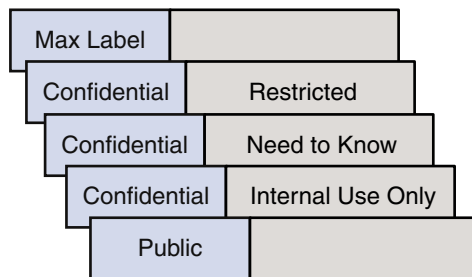 Max Label
Confidential Restricted
Confidential Need to Know
Confidential Internal Use Only
Public